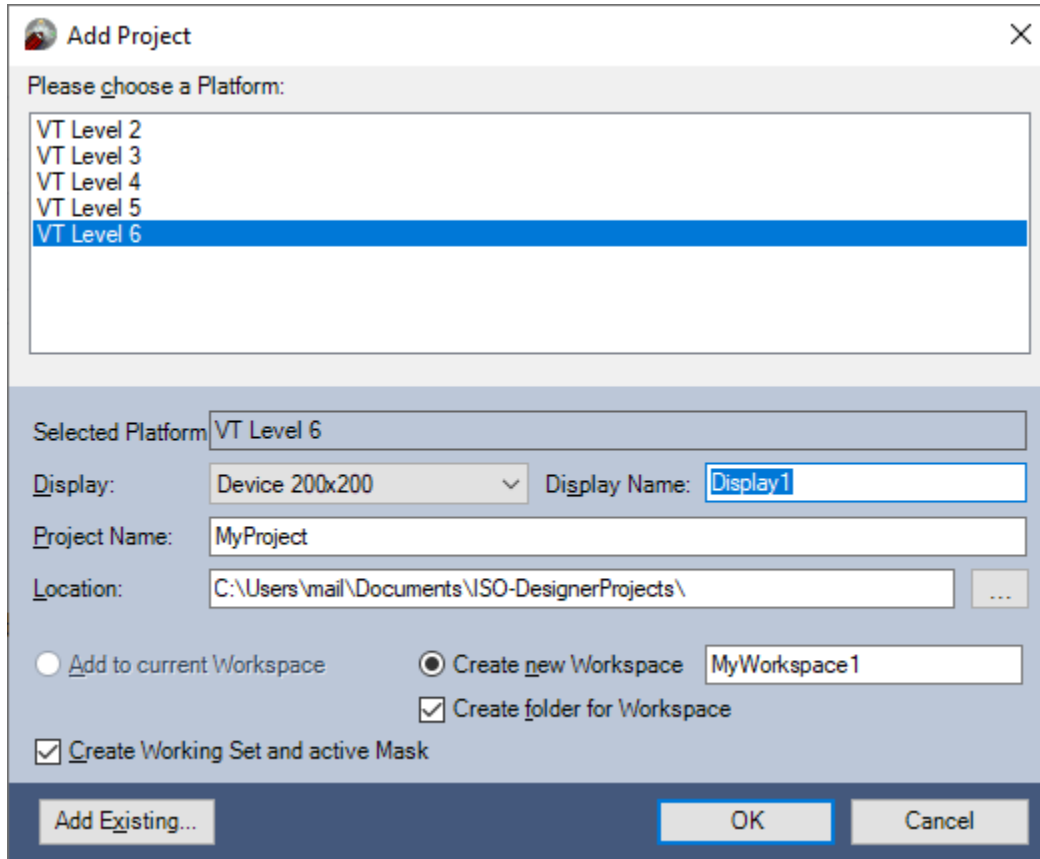 Add Project
Please choose a Platform:
VT Level 2
VT Level 3
VT Level 4
VT Level 5
VT Level 6
Selected Platform VT Level 6
Display: Device 200x200 Display Name: Display1
Project Name: MyProject
Location: C:\Users\mail\Documents\ISO-DesignerProjects\ ...
Add to current Workspace Create new Workspace MyWorkspace1
Create folder for Workspace
Create Working Set and active Mask
Add Existing... OK Cancel